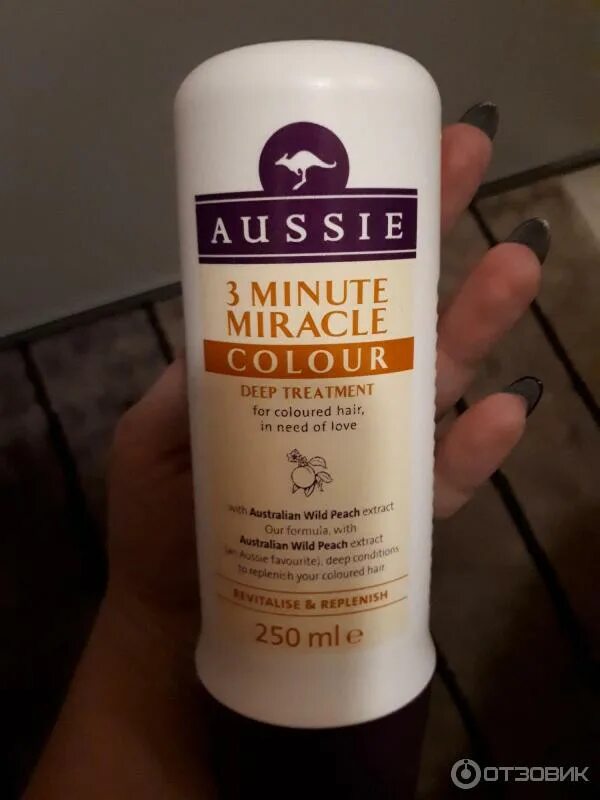 AUSSIE
3 MINUTE
MIRACLE
COLOUR
DEEP TREATMENT
for coloured hair,
in need of love
with Australian Wild Peach extract
Our formula, with
Australian Wild Peach extract
(an Aussie favourite), deep conditions
to replenish your coloured hair
REVITALISE & REPLENISH
250 ml e
ОТЗОВИК